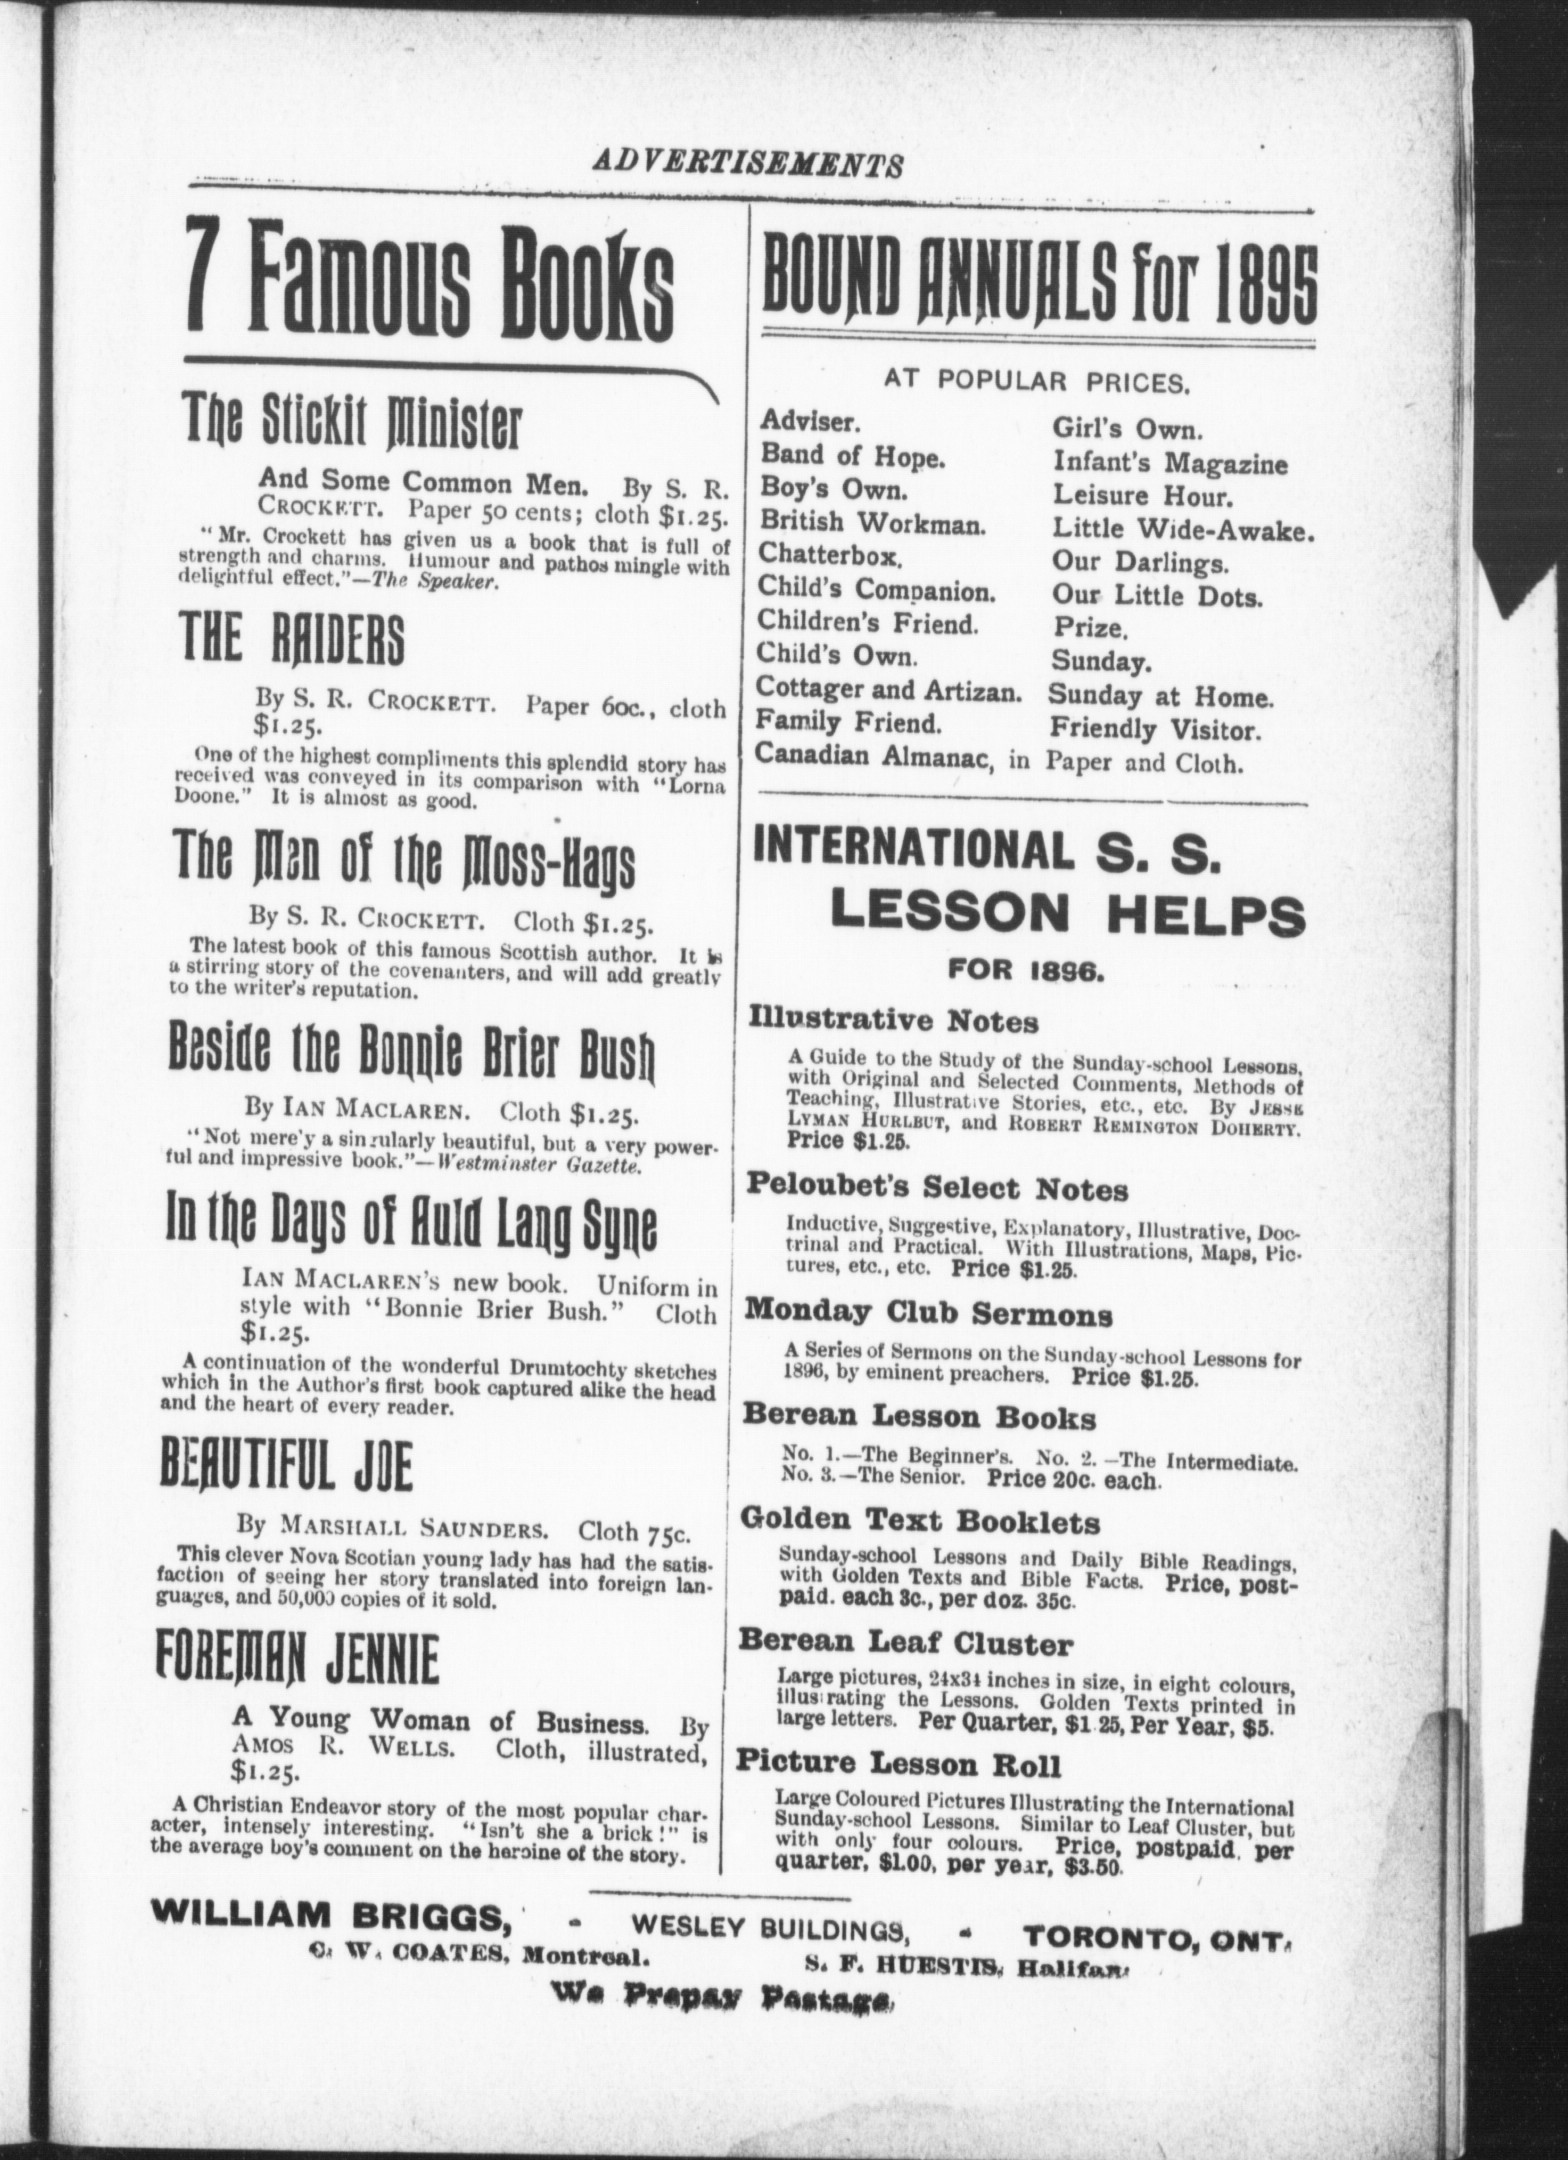 ADVERTISEMENTS
7 Famous Books
The Stickit Minister
And Some Common Men. By S. R.
CROCKETT. Paper 50 cents; cloth $1.25.
"Mr. Crockett has given us a book that is full of
strength and charms. Humour and pathos mingle with
delightful effect."—The Speaker.
THE RAIDERS
By S. R. CROCKETT. Paper 60c., cloth
$1.25.
One of the highest compliments this splendid story has
received was conveyed in its comparison with "Lorna
Doone." It is almost as good.
The Men of the Moss-Hags
By S. R. CROCKETT. Cloth $1.25.
The latest book of this famous Scottish author. It is
a stirring story of the covenanters, and will add greatly
to the writer's reputation.
Beside the Bonnie Brier Bush
By IAN MACLAREN. Cloth $1.25.
"Not merely a singularly beautiful, but a very power-
ful and impressive book."—Westminster Gazette.
In the Days of Auld Lang Syne
IAN MACLAREN'S new book. Uniform in
style with "Bonnie Brier Bush." Cloth
$1.25.
A continuation of the wonderful Drumtochty sketches
which in the Author's first book captured alike the head
and the heart of every reader.
BEAUTIFUL JOE
By MARSHALL SAUNDERS. Cloth 75c.
This clever Nova Scotian young lady has had the satis-
faction of seeing her story translated into foreign lan-
guages, and 50,000 copies of it sold.
FOREMAN JENNIE
A Young Woman of Business. By
AMOS R. WELLS. Cloth, illustrated,
$1.25.
A Christian Endeavor story of the most popular char-
acter, intensely interesting. "Isn't she a brick!" is
the average boy's comment on the heroine of the story.
BOUND ANNUALS for 1895
AT POPULAR PRICES.
Adviser. Girl's Own.
Band of Hope. Infant's Magazine
Boy's Own. Leisure Hour.
British Workman. Little Wide-Awake.
Chatterbox. Our Darlings.
Child's Companion. Our Little Dots.
Children's Friend. Prize.
Child's Own. Sunday.
Cottager and Artizan. Sunday at Home.
Family Friend. Friendly Visitor.
Canadian Almanac, in Paper and Cloth.
INTERNATIONAL S. S.
LESSON HELPS
FOR 1896.
Illustrative Notes
A Guide to the Study of the Sunday-school Lessons,
with Original and Selected Comments, Methods of
Teaching, Illustrative Stories, etc., etc. By JESSE
LYMAN HURLBUT, and ROBERT REMINGTON DOHERTY.
Price $1.25.
Peloubet's Select Notes
Inductive, Suggestive, Explanatory, Illustrative, Doc-
trinal and Practical. With Illustrations, Maps, Pic-
tures, etc., etc. Price $1.25.
Monday Club Sermons
A Series of Sermons on the Sunday-school Lessons for
1896, by eminent preachers. Price $1.25.
Berean Lesson Books
No. 1.—The Beginner's. No. 2.—The Intermediate.
No. 3.—The Senior. Price 20c. each.
Golden Text Booklets
Sunday-school Lessons and Daily Bible Readings,
with Golden Texts and Bible Facts. Price, post-
paid. each 3c., per doz. 35c.
Berean Leaf Cluster
Large pictures, 24x34 inches in size, in eight colours,
illustrating the Lessons. Golden Texts printed in
large letters. Per Quarter, $1.25, Per Year, $5.
Picture Lesson Roll
Large Coloured Pictures Illustrating the International
Sunday-school Lessons. Similar to Leaf Cluster, but
with only four colours. Price, postpaid, per
quarter, $1.00, per year, $3.50.
WILLIAM BRIGGS, - WESLEY BUILDINGS, - TORONTO, ONT.
C. W. COATES, Montreal. S. F. HUESTIS, Halifax.
We Prepay Postage.